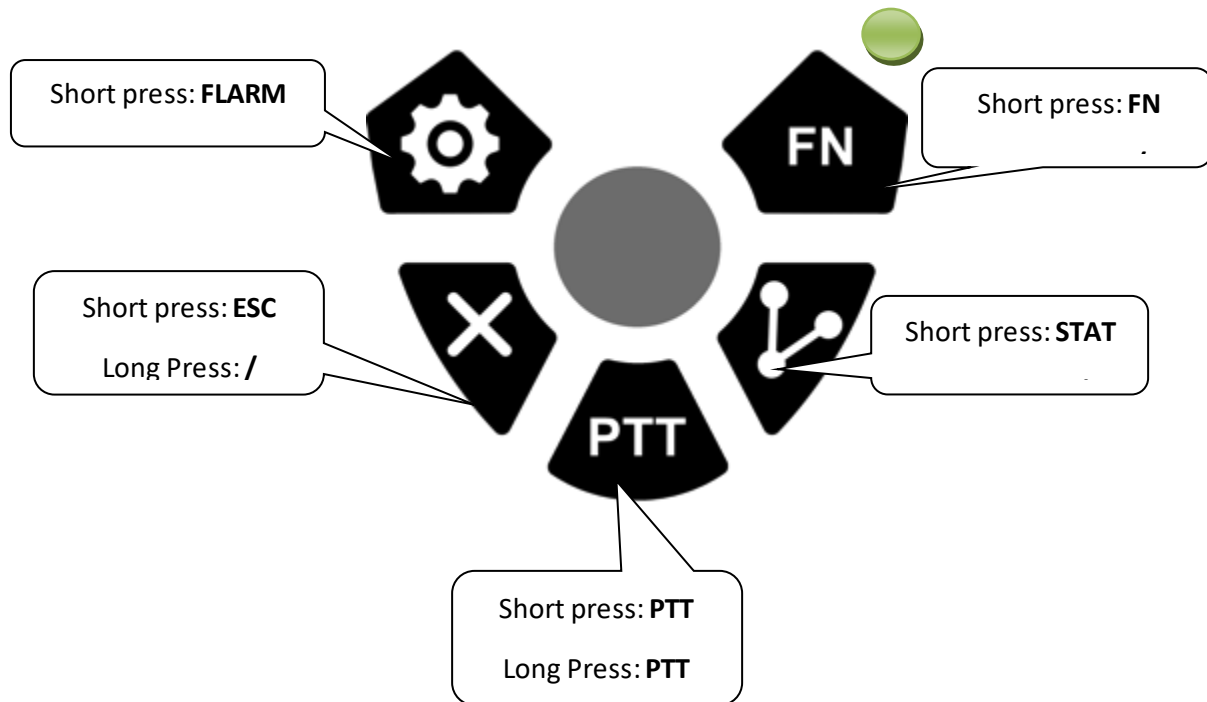 Short press: FLARM
FN
Short press: FN
Short press: ESC
Long Press: /
Short press: STAT
PTT
Short press: PTT
Long Press: PTT